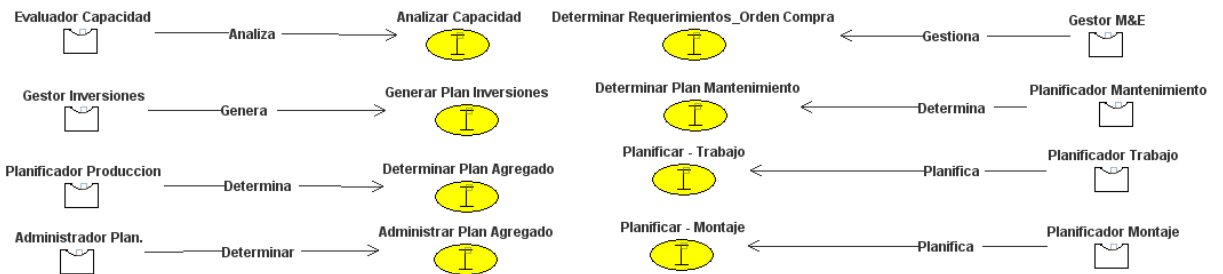 Evaluador Capacidad
Analiza
Analizar Capacidad
Determinar Requerimientos_Orden Compra
Gestiona
Gestor M&E
Gestor Inversiones
Genera
Generar Plan Inversiones
Determinar Plan Mantenimiento
Determina
Planificador Mantenimiento
Planificador Produccion
Determina
Determinar Plan Agregado
Planificar - Trabajo
Planifica
Planificador Trabajo
Administrador Plan.
Determinar
Administrar Plan Agregado
Planificar - Montaje
Planifica
Planificador Montaje